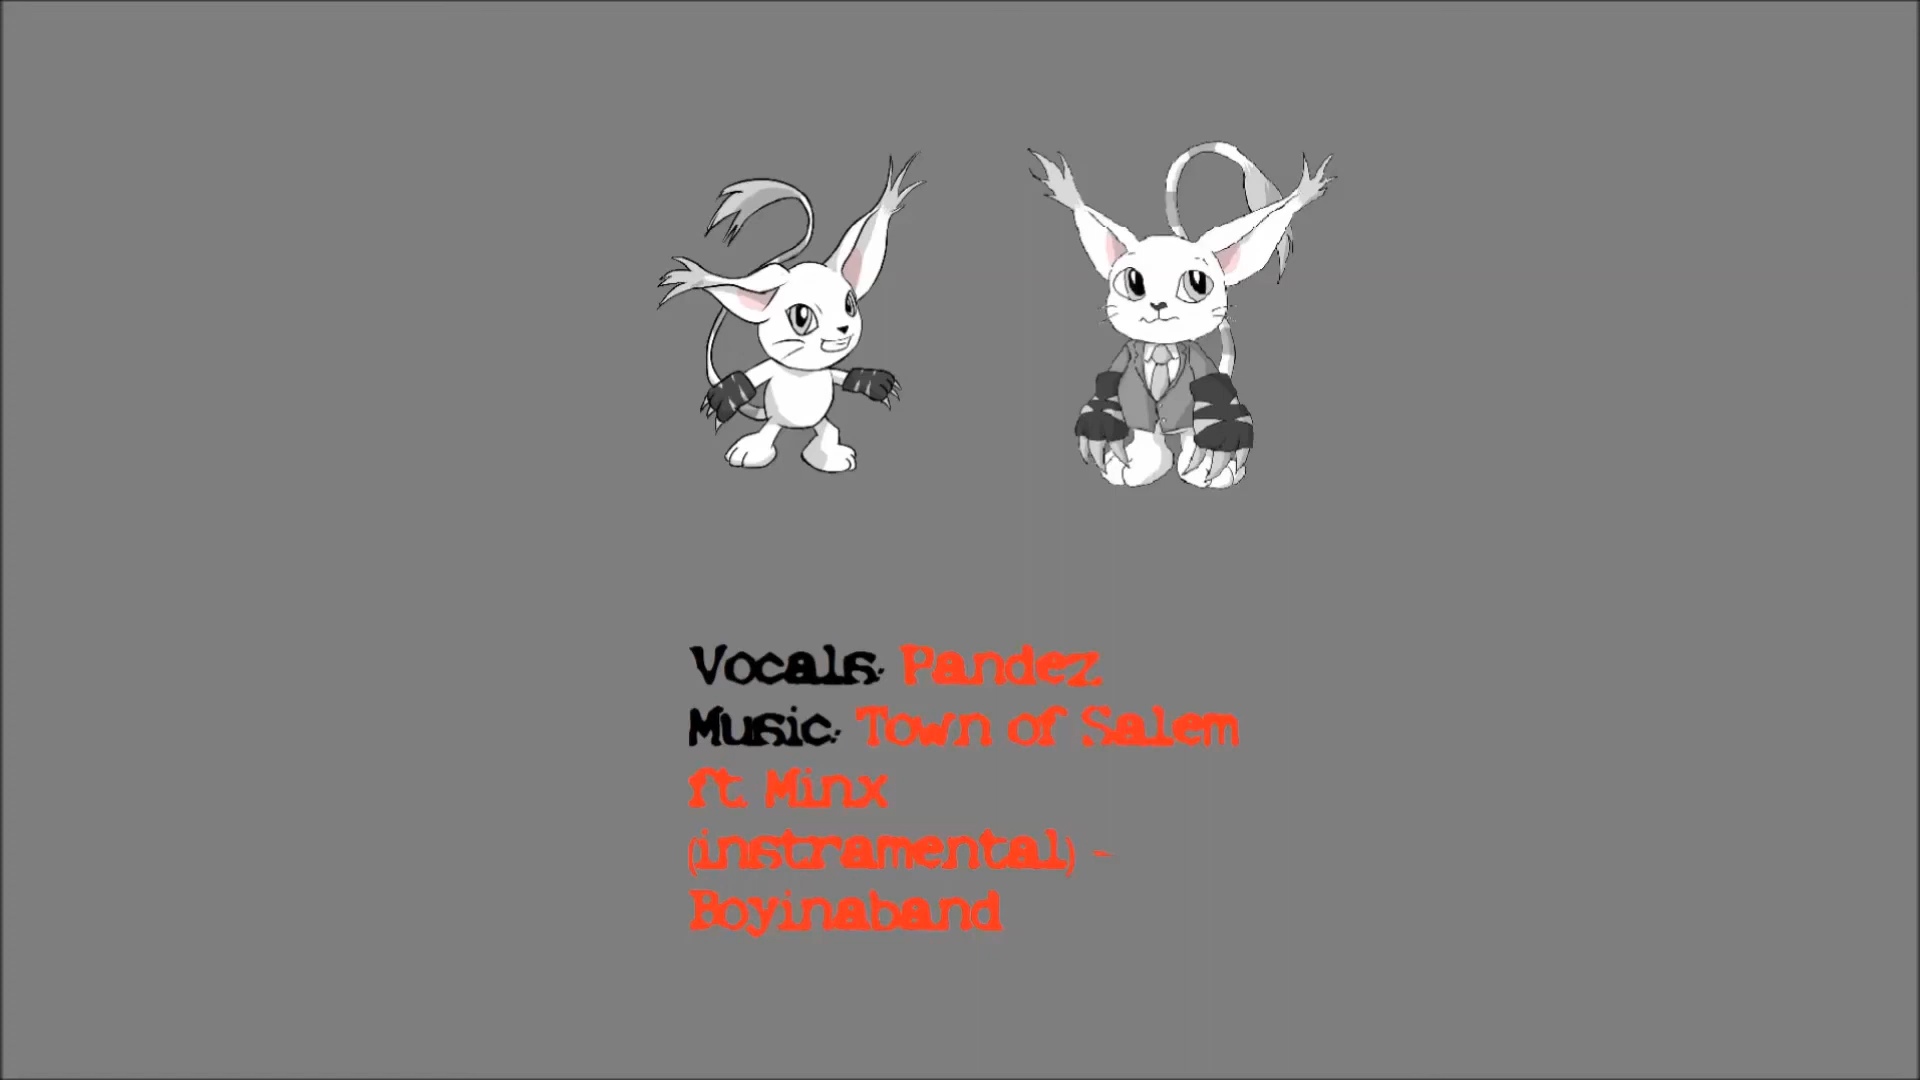 Vocals: Pandez
Music: Town of Salem
ft. Minx
(instramental) -
Boyinaband